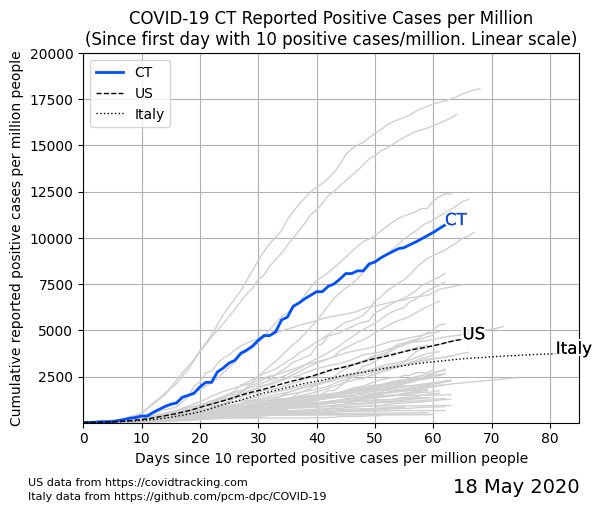 COVID-19 CT Reported Positive Cases per Million
(Since first day with 10 positive cases/million. Linear scale)
Cumulative reported positive cases per million people
20000
17500
15000
12500
10000
7500
5000
2500
CT
US
Italy
CT
US
Italy
0 10 20 30 40 50 60 70 80
Days since 10 reported positive cases per million people
US data from https://covidtracking.com
Italy data from https://github.com/pcm-dpc/COVID-19
18 May 2020